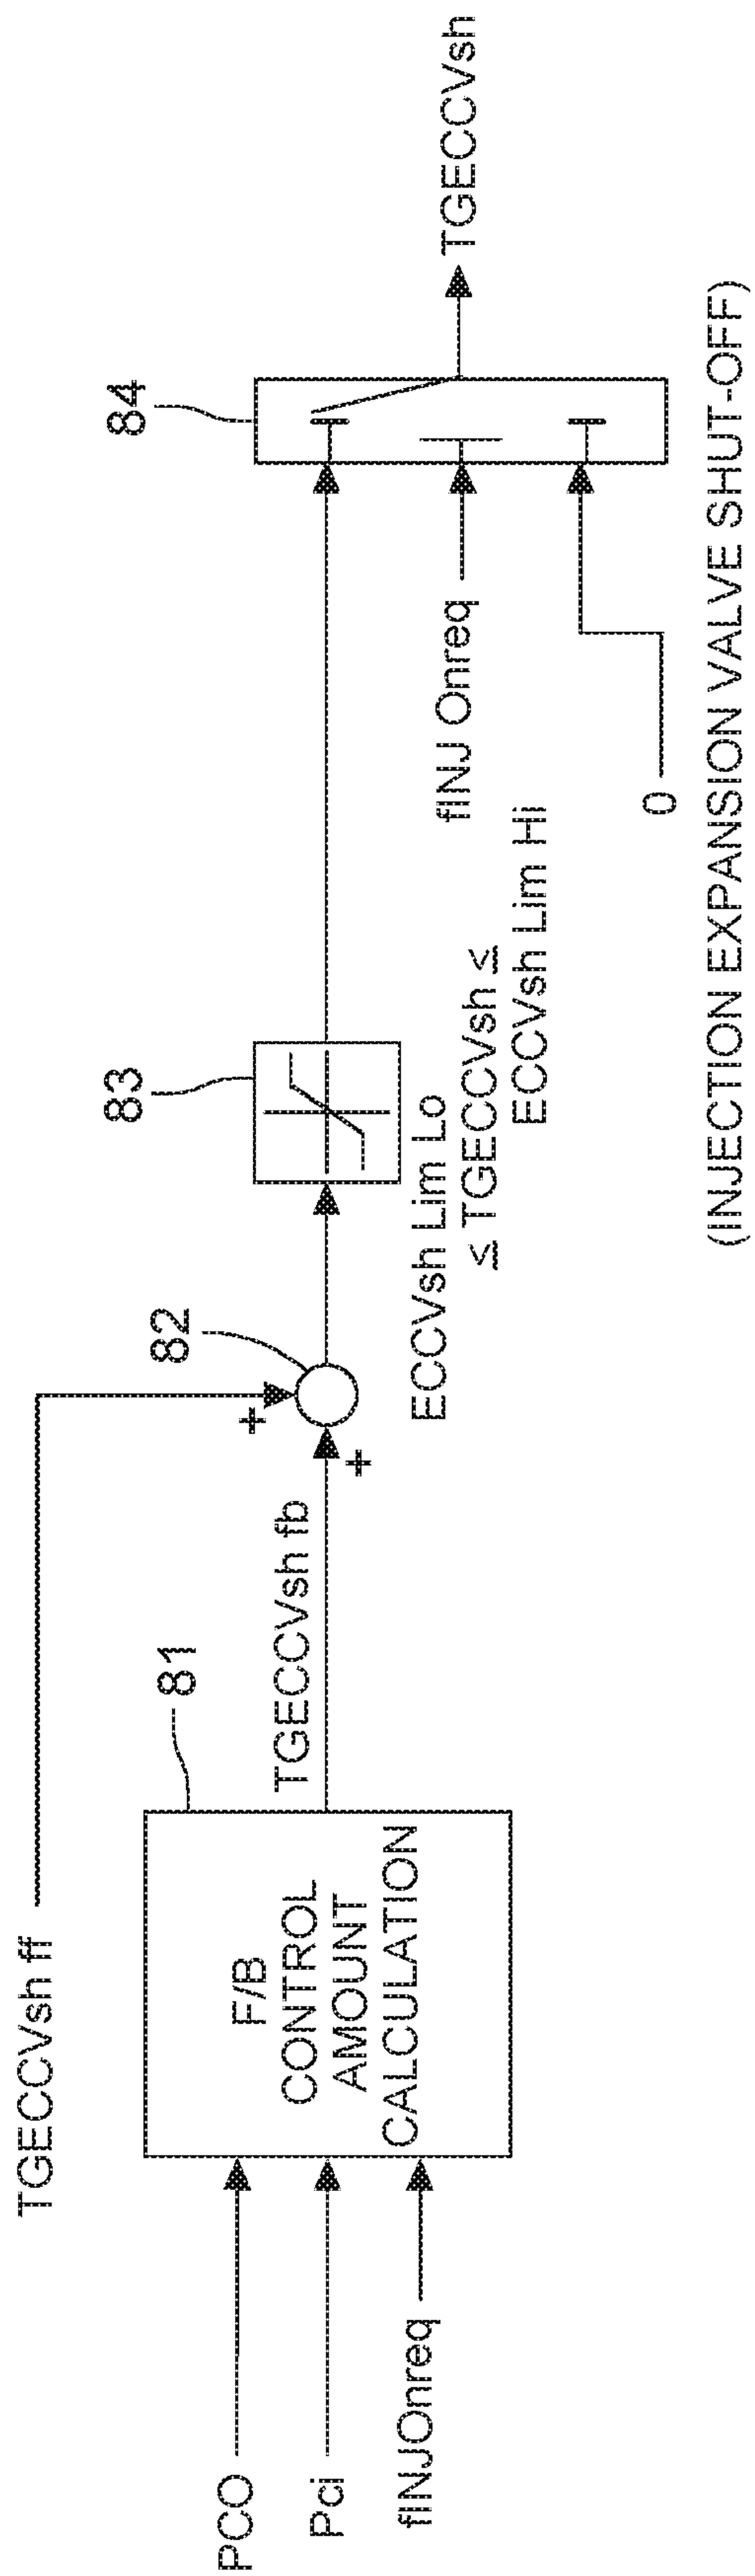 TGECCVsh ff
PCO
Pci
fINJOnreq
F/B
CONTROL
AMOUNT
CALCULATION
81
TGECCVsh fb
+
+
82
83
ECCVsh Lim Lo
≤ TGECCVsh ≤
ECCVsh Lim Hi
fINJ Onreq
0
84
TGECCVsh
(INJECTION EXPANSION VALVE SHUT-OFF)